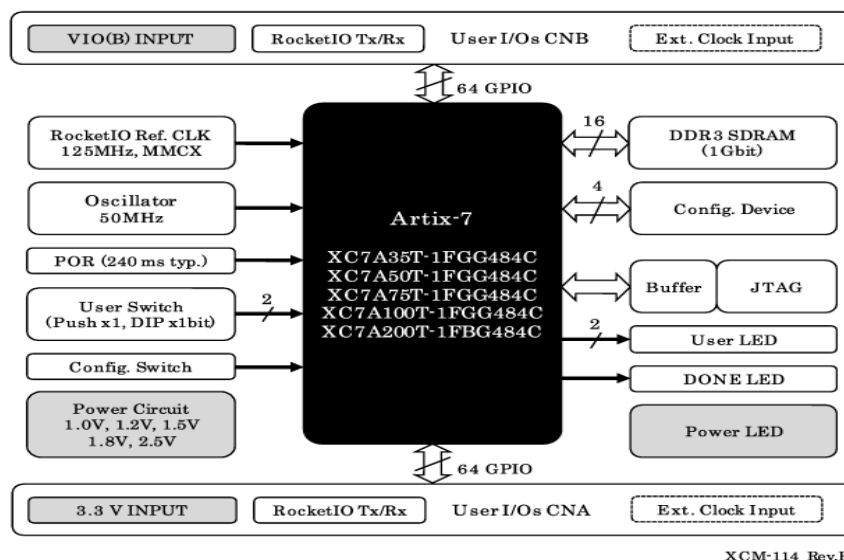 VIO(B) INPUT
RocketIO Tx/Rx
User I/Os CNB
Ext. Clock Input
64 GPIO
RocketIO Ref. CLK
125MHz, MMCX
Oscillator
50MHz
POR (240 ms typ.)
User Switch
(Push x1, DIP x1bit)
2
Config. Switch
Power Circuit
1.0V, 1.2V, 1.5V
1.8V, 2.5V
Artix-7
XC7A35T-1FGG484C
XC7A50T-1FGG484C
XC7A75T-1FGG484C
XC7A100T-1FGG484C
XC7A200T-1FBG484C
16
DDR3 SDRAM
(1Gbit)
4
Config. Device
Buffer
JTAG
2
User LED
DONE LED
Power LED
64 GPIO
3.3 V INPUT
RocketIO Tx/Rx
User I/Os CNA
Ext. Clock Input
XCM-114 Rev.